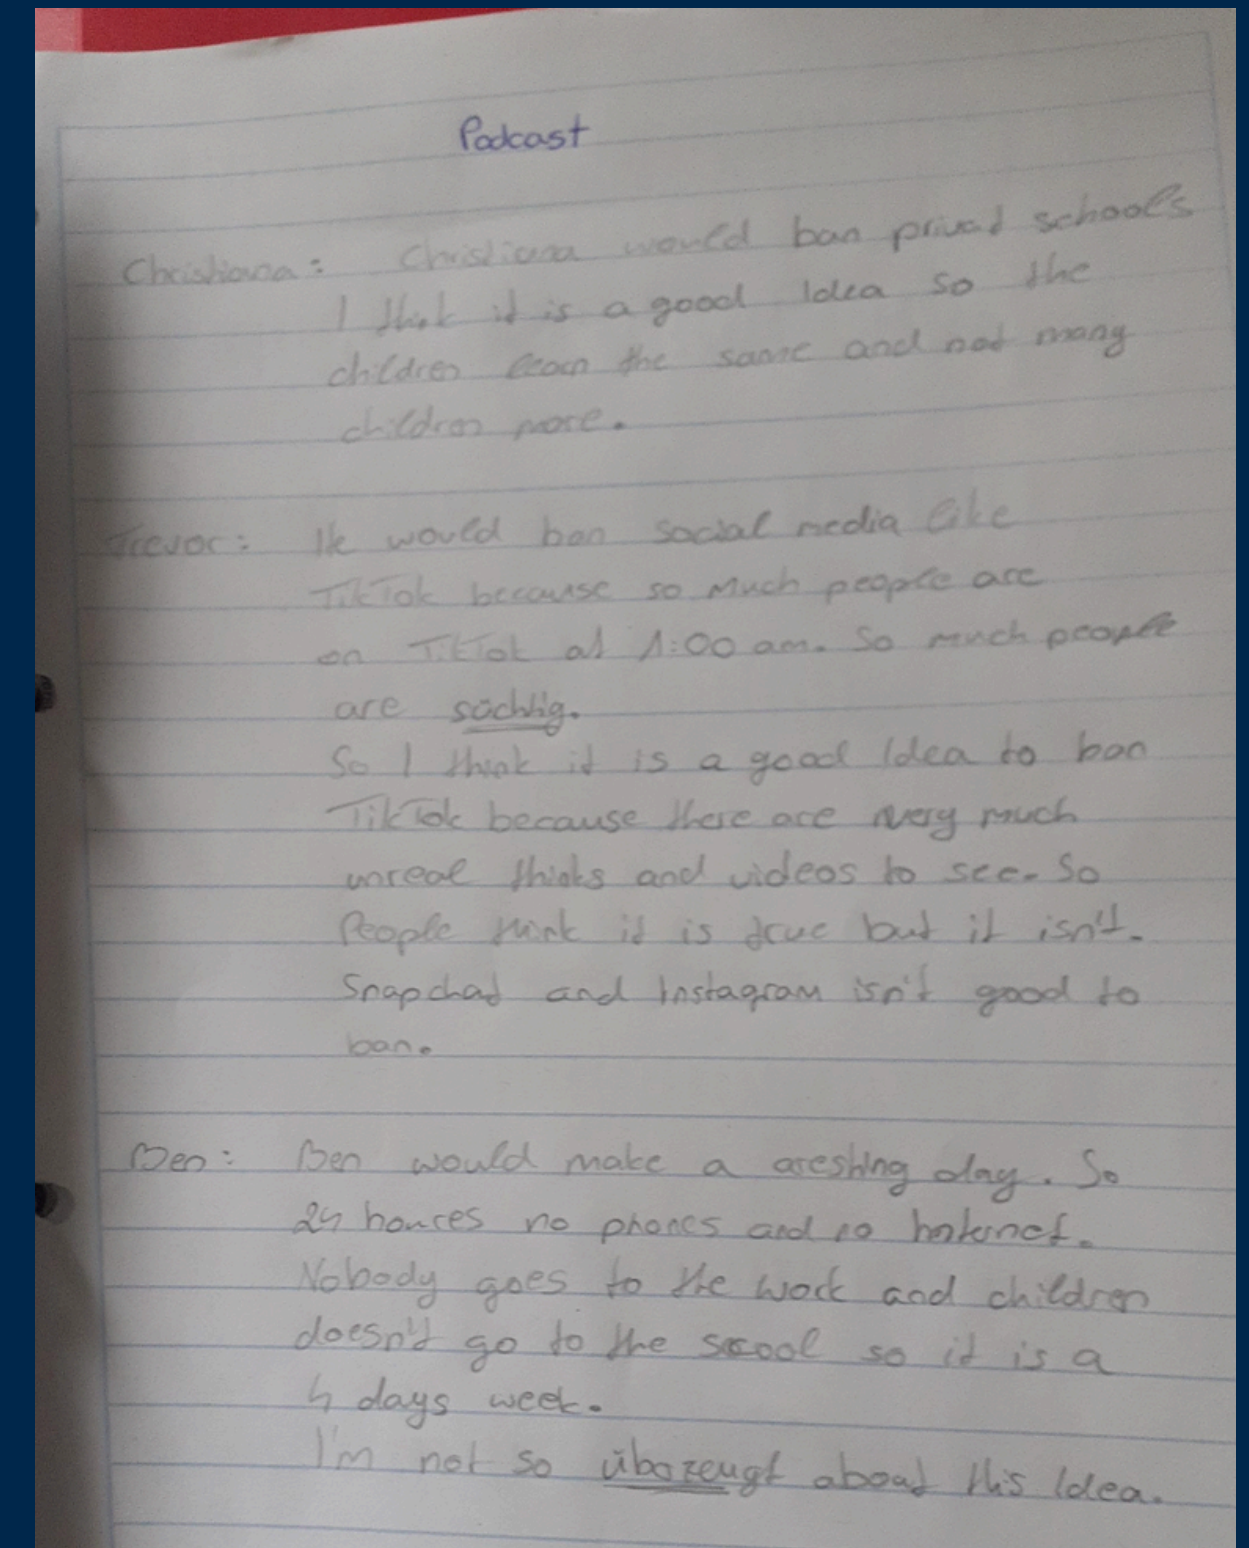 Podcast
Christiana: Christiana would ban privat schools
I think it is a good Idea so the
children learn the same and not many
children more.
Trevor: He would ban social media like
TikTok because so much people are
on TikTok at 1:00 am. So much people
are süchtig.
So I think it is a good Idea to ban
TikTok because there are very much
unreal thinks and videos to see. So
People think it is true but it isn't.
Snapchat and Instagram isn't good to
ban.
Ben: Ben would make a day. So
24 houres no phones and no Internet.
Nobody goes to the work and children
doesn't go to the scool so it is a
4 days week.
I'm not so überzeugt about this Idea.